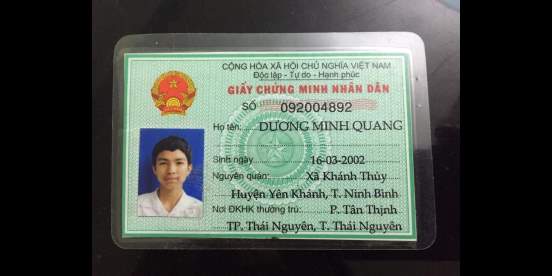 CỘNG HÒA XÃ HỘI CHỦ NGHĨA VIỆT NAM
Độc lập - Tự do - Hạnh phúc
GIẤY CHỨNG MINH NHÂN DÂN
SỐ 092004892
Họ tên: DƯƠNG MINH QUANG
Sinh ngày 16-03-2002
Nguyên quán: Xã Khánh Thủy
Huyện Yên Khánh, T. Ninh Bình
Nơi ĐKHK thường trú: P. Tân Thịnh
TP. Thái Nguyên, T. Thái Nguyên